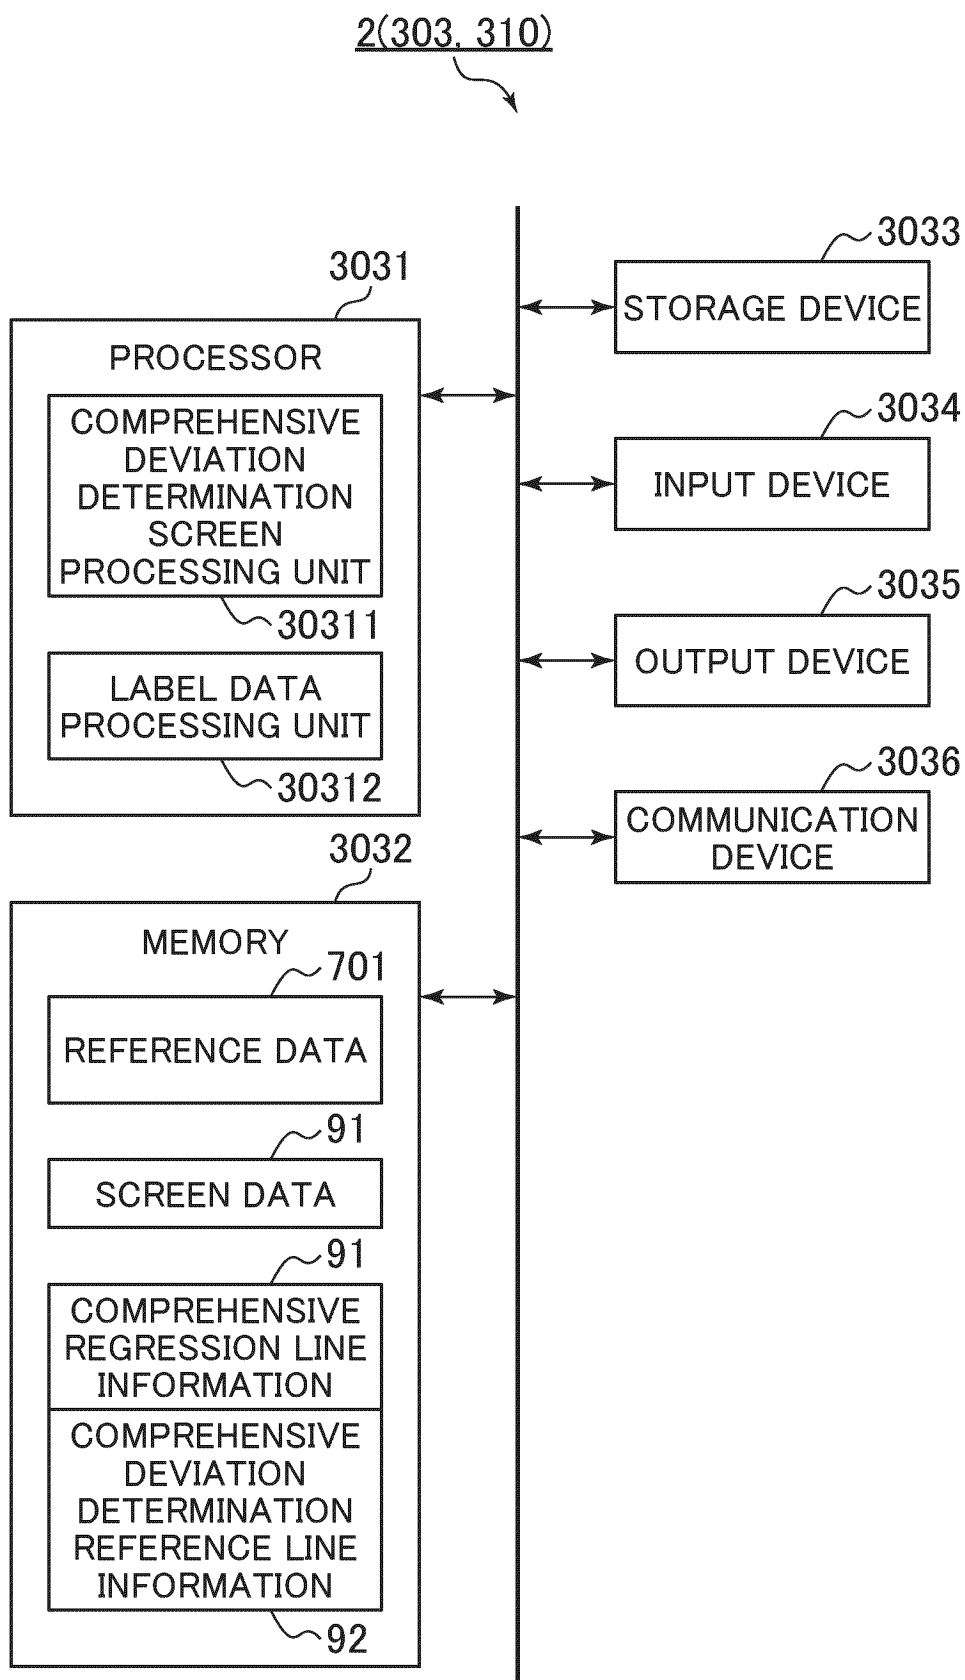 2(303, 310)
3031
PROCESSOR
COMPREHENSIVE
DEVIATION
DETERMINATION
SCREEN
PROCESSING UNIT
30311
LABEL DATA
PROCESSING UNIT
30312
3032
MEMORY
701
REFERENCE DATA
91
SCREEN DATA
91
COMPREHENSIVE
REGRESSION LINE
INFORMATION
COMPREHENSIVE
DEVIATION
DETERMINATION
REFERENCE LINE
INFORMATION
92
3033
STORAGE DEVICE
3034
INPUT DEVICE
3035
OUTPUT DEVICE
3036
COMMUNICATION
DEVICE